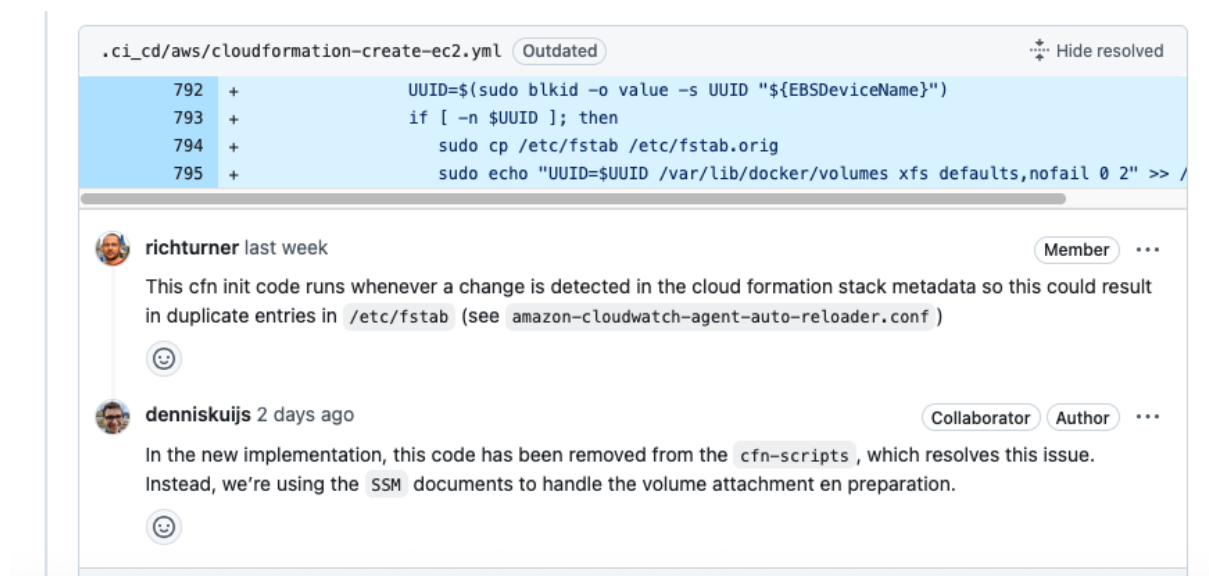 .ci_cd/aws/cloudformation-create-ec2.yml Outdated Hide resolved
792 + UUID=$(sudo blkid -o value -s UUID "${EBSDeviceName}")
793 + if [ -n $UUID ]; then
794 + sudo cp /etc/fstab /etc/fstab.orig
795 + sudo echo "UUID=$UUID /var/lib/docker/volumes xfs defaults,nofail 0 2" >> /
richturner last week Member
This cfn init code runs whenever a change is detected in the cloud formation stack metadata so this could result
in duplicate entries in /etc/fstab (see amazon-cloudwatch-agent-auto-reloader.conf)
denniskuijs 2 days ago Collaborator Author
In the new implementation, this code has been removed from the cfn-scripts, which resolves this issue.
Instead, we’re using the SSM documents to handle the volume attachment en preparation.